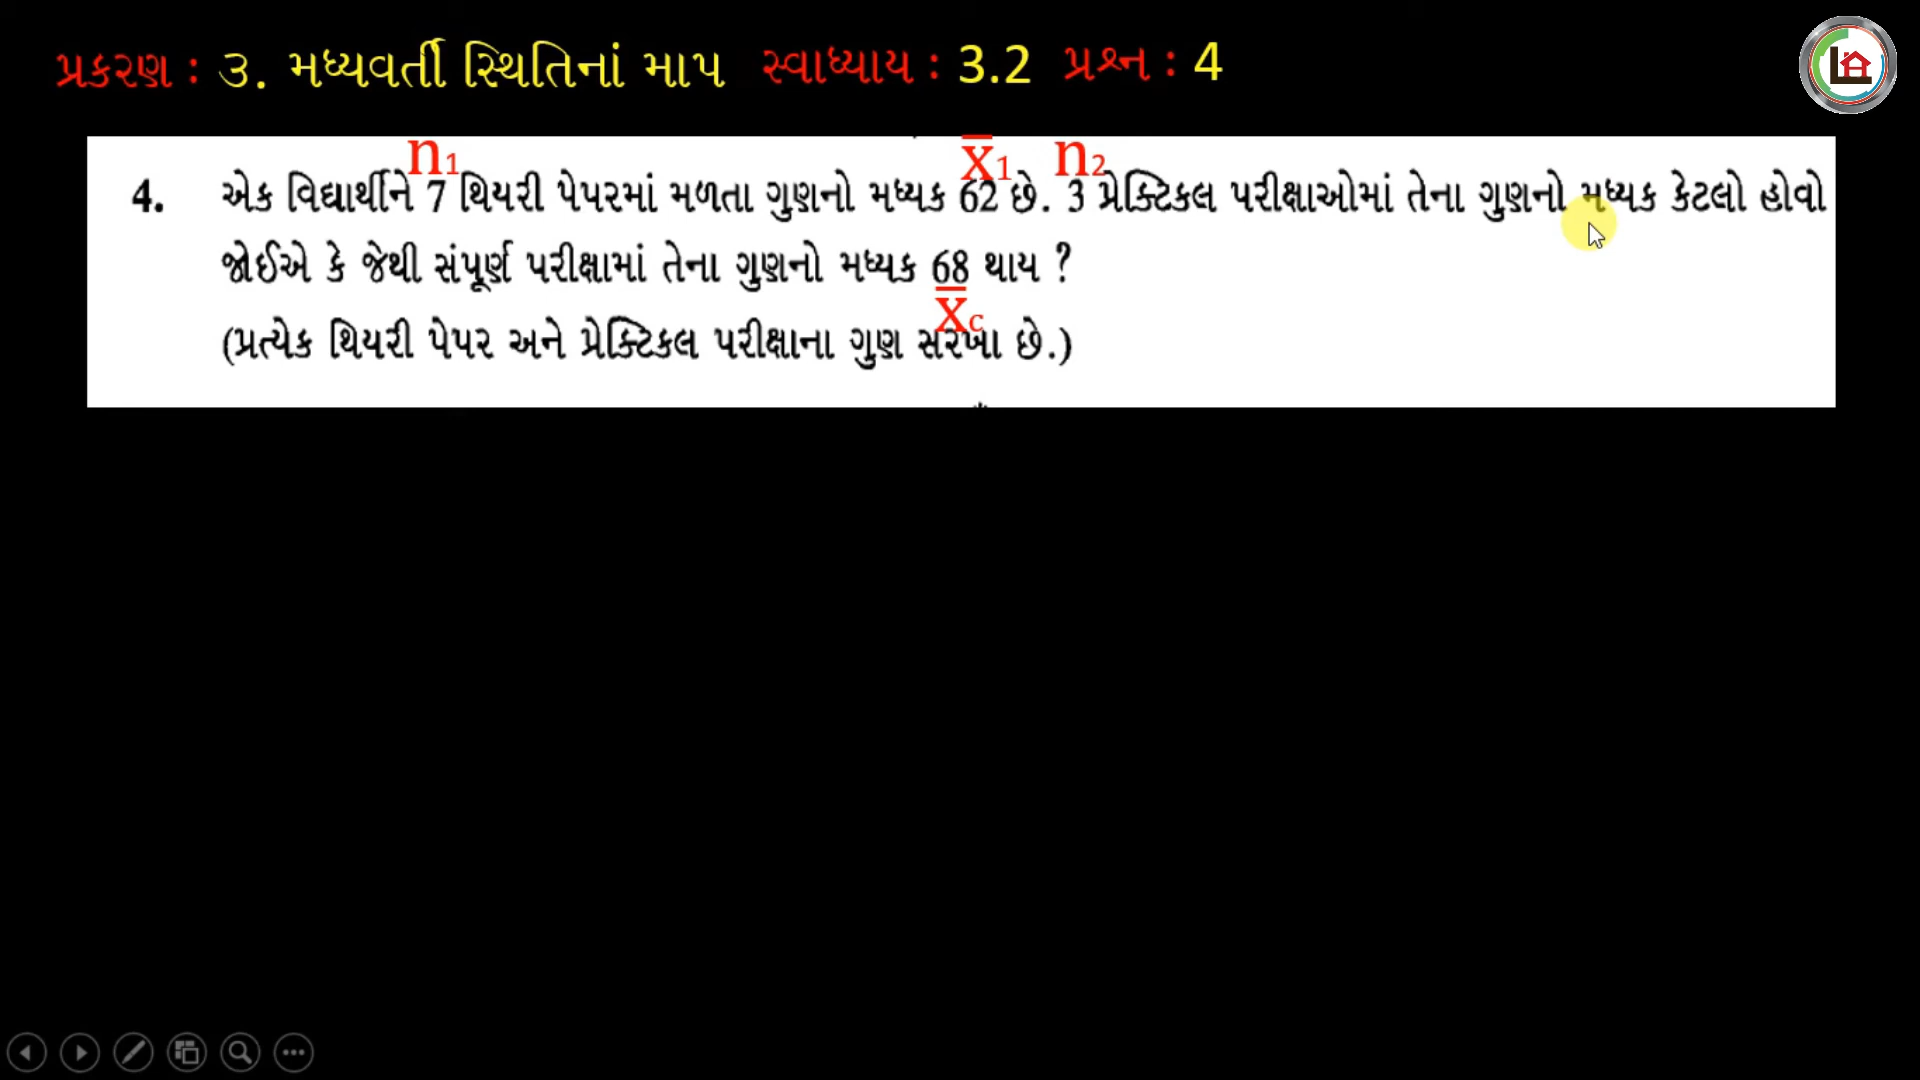 પ્રકરણ : ૩. મધ્યવર્તી સ્થિતિનાં માપ સ્વાધ્યાય : 3.2 પ્રશ્ન : 4
n1 x̅1 n2
4. એક વિદ્યાર્થીને 7 થિયરી પેપરમાં મળતા ગુણનો મધ્યક 62 છે. 3 પ્રેક્ટિકલ પરીક્ષાઓમાં તેના ગુણનો મધ્યક કેટલો હોવો
જોઈએ કે જેથી સંપૂર્ણ પરીક્ષામાં તેના ગુણનો મધ્યક 68 થાય ?
x̅c
(પ્રત્યેક થિયરી પેપર અને પ્રેક્ટિકલ પરીક્ષાના ગુણ સરખા છે.)